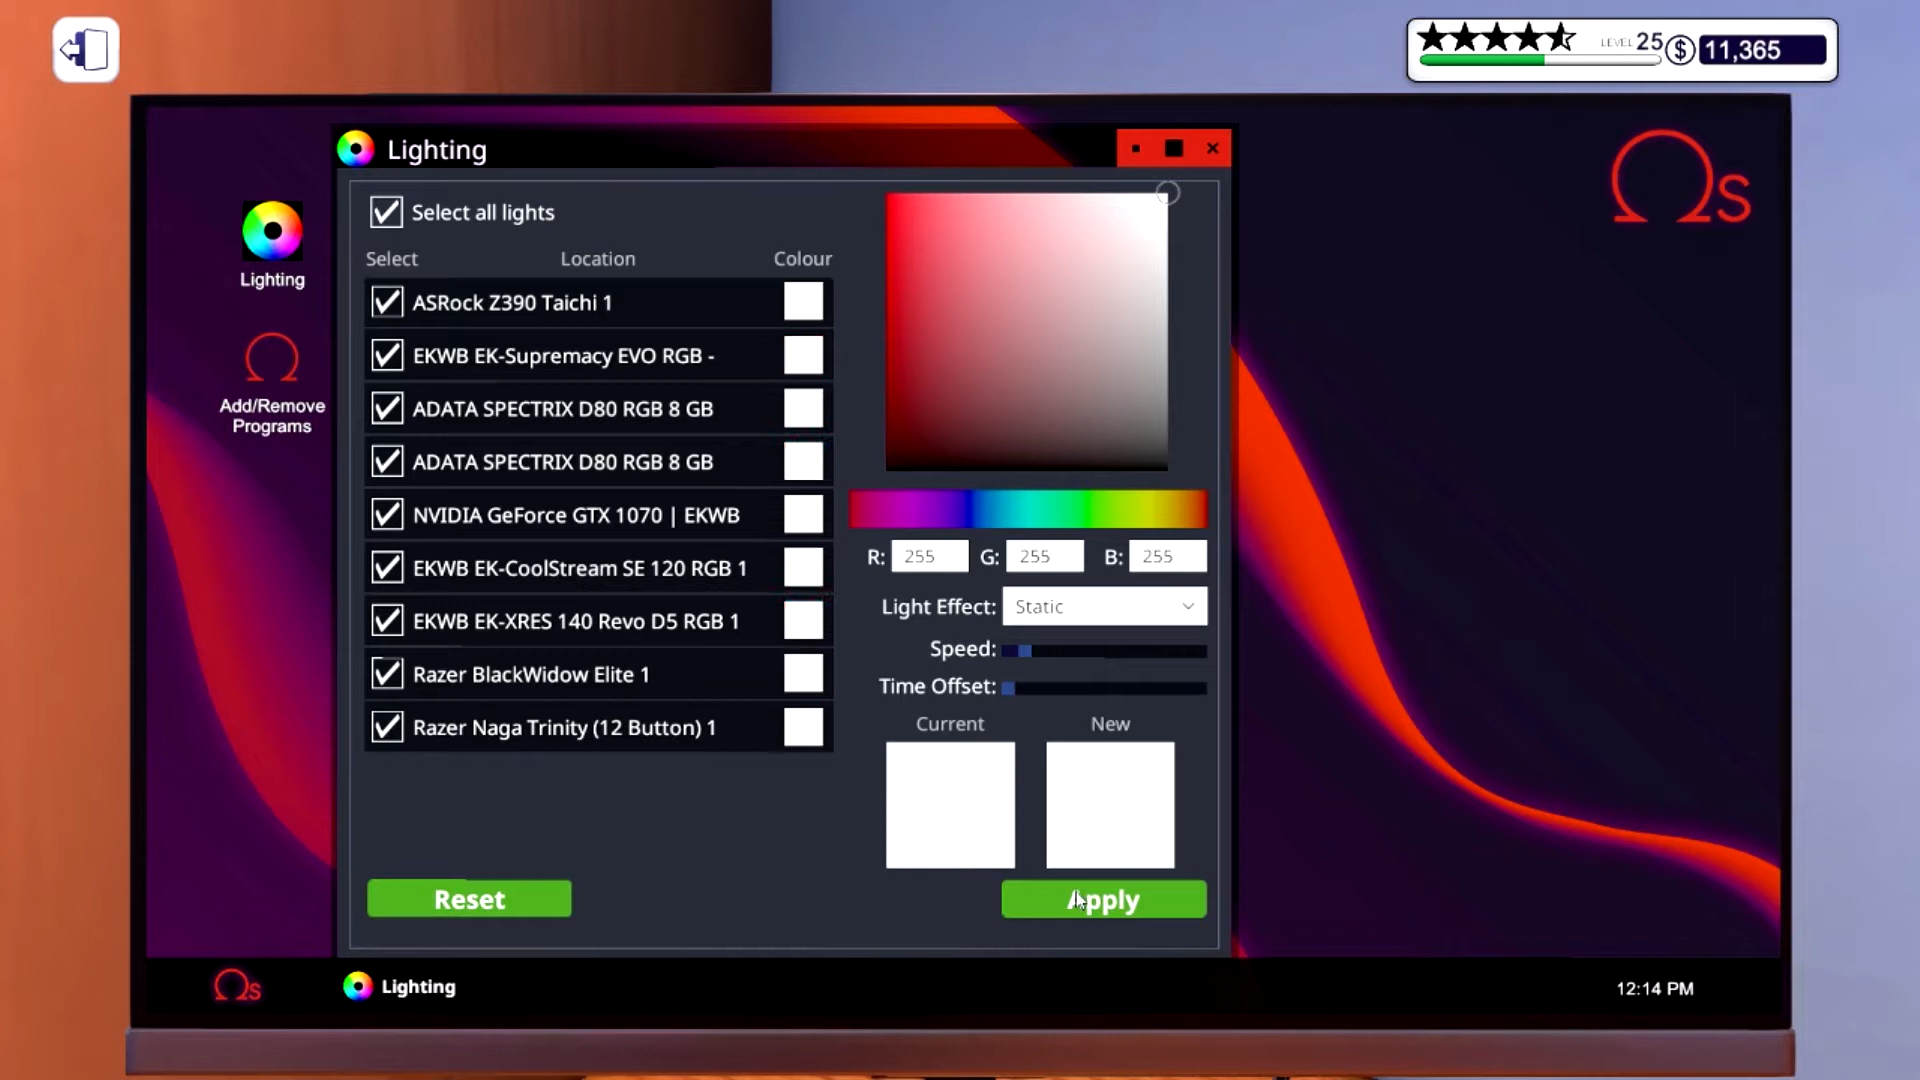 LEVEL 25 $ 11,365
Lighting
Select all lights
Select Location Colour
ASRock Z390 Taichi 1
EKWB EK-Supremacy EVO RGB -
ADATA SPECTRIX D80 RGB 8 GB
ADATA SPECTRIX D80 RGB 8 GB
NVIDIA GeForce GTX 1070 | EKWB
EKWB EK-CoolStream SE 120 RGB 1
EKWB EK-XRES 140 Revo D5 RGB 1
Razer BlackWidow Elite 1
Razer Naga Trinity (12 Button) 1
Reset
R: 255 G: 255 B: 255
Light Effect: Static
Speed:
Time Offset:
Current New
Apply
Lighting
Add/Remove
Programs
Ωs
Ωs
Lighting
12:14 PM